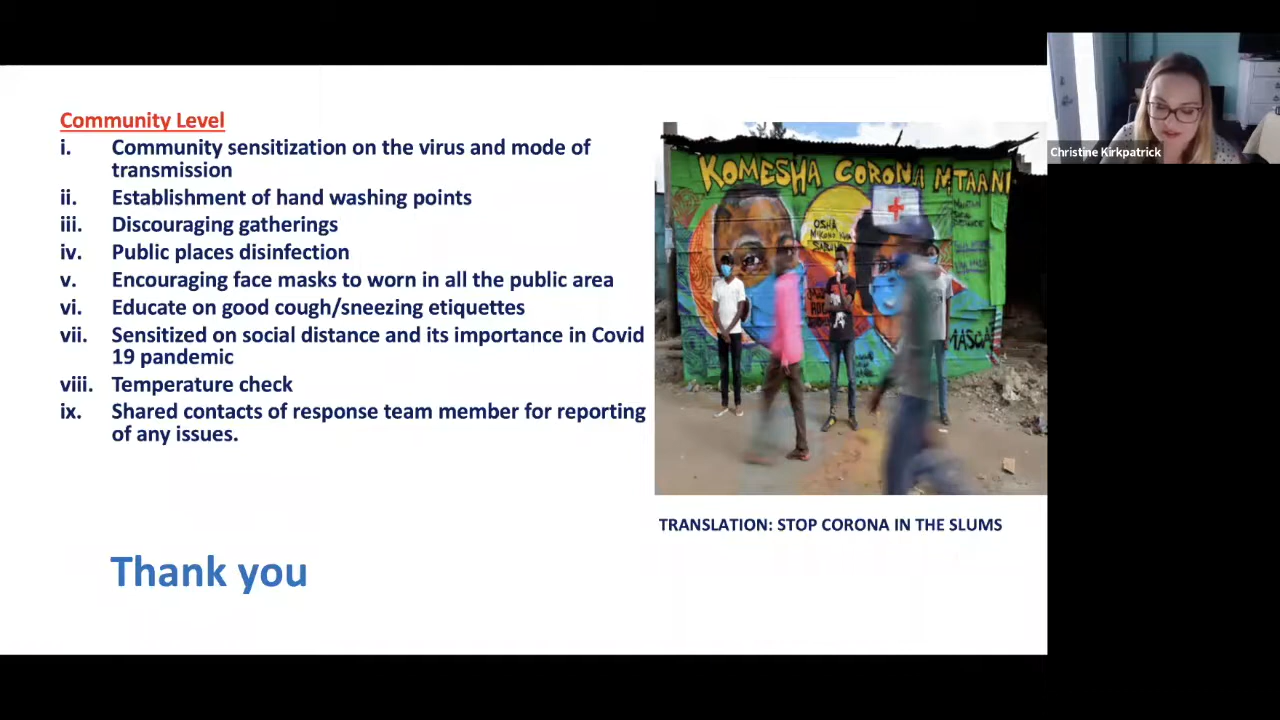 Community Level
i. Community sensitization on the virus and mode of
transmission
ii. Establishment of hand washing points
iii. Discouraging gatherings
iv. Public places disinfection
v. Encouraging face masks to worn in all the public area
vi. Educate on good cough/sneezing etiquettes
vii. Sensitized on social distance and its importance in Covid
19 pandemic
viii. Temperature check
ix. Shared contacts of response team member for reporting
of any issues.
Thank you
KOMESHA CORONA MTAANI
OSHA
MIKONO KWA
TRANSLATION: STOP CORONA IN THE SLUMS
Christine Kirkpatrick